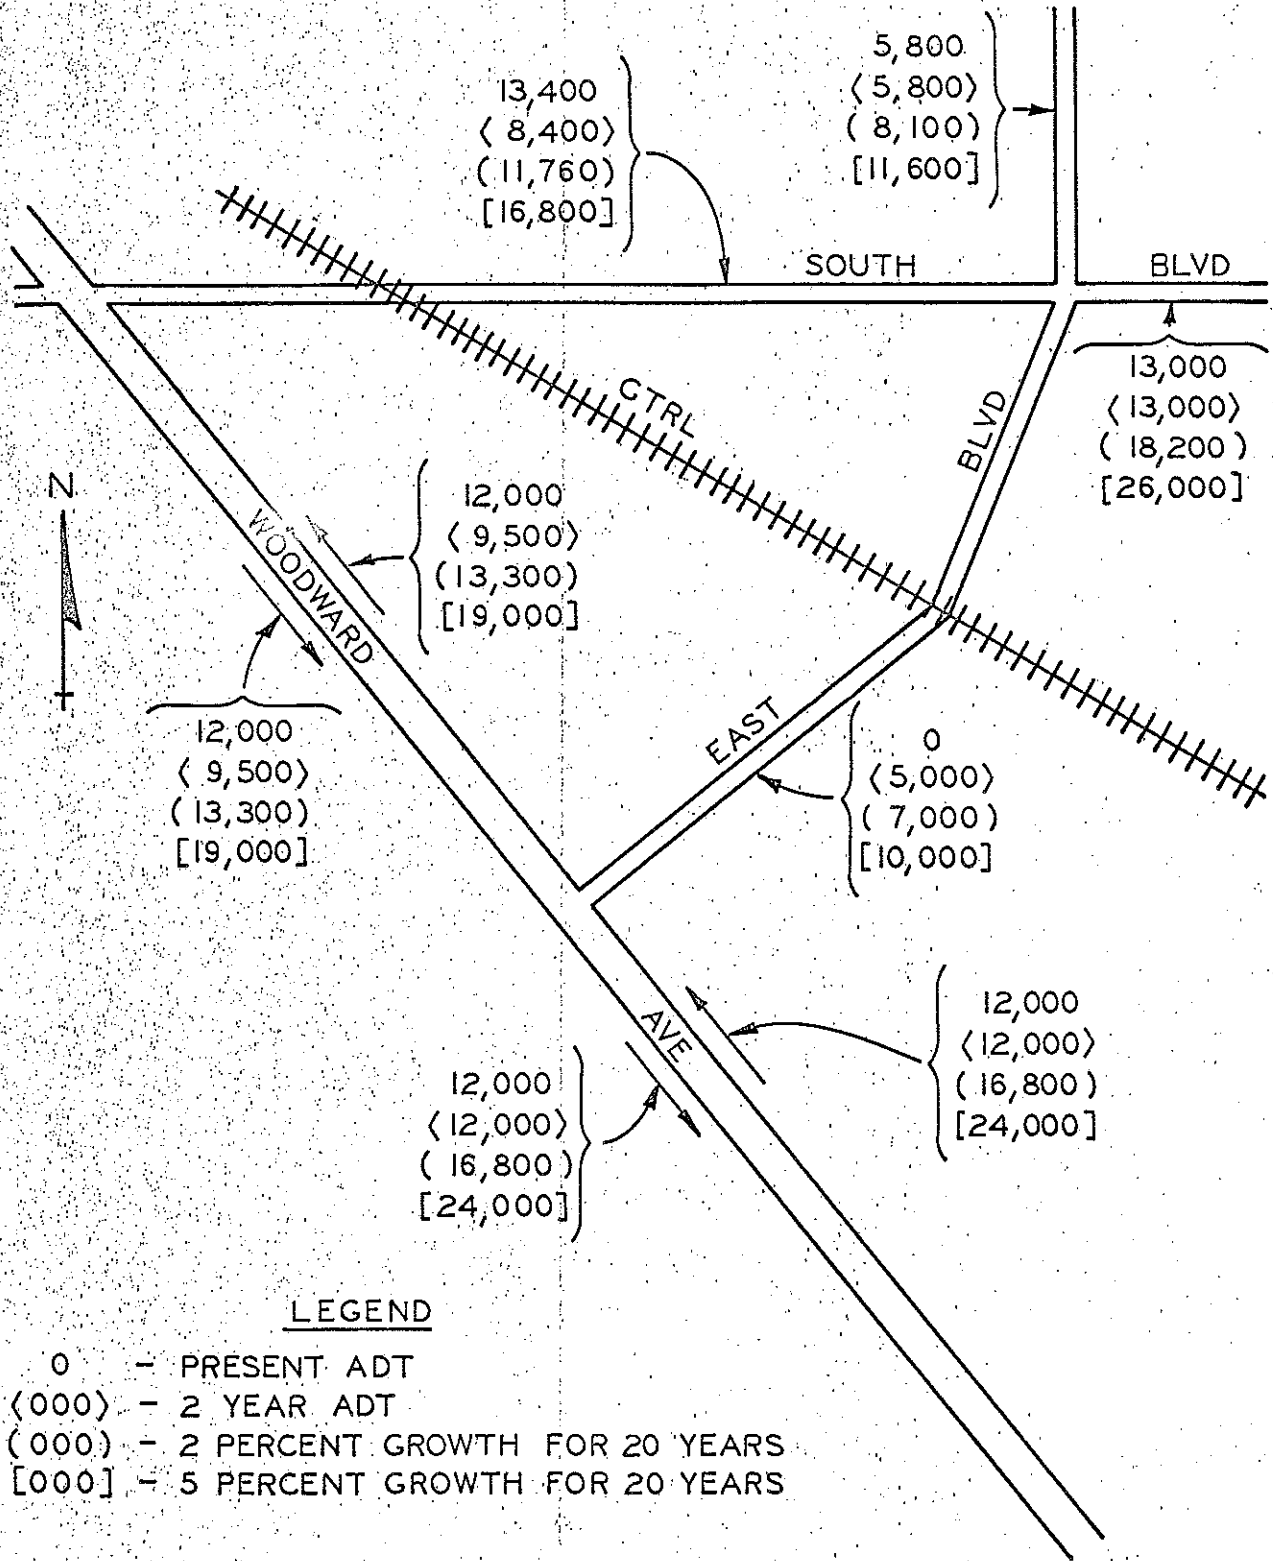 5,800
⟨5,800⟩
(8,100)
[11,600]
13,400
⟨8,400⟩
(11,760)
[16,800]
SOUTH BLVD
13,000
⟨13,000⟩
(18,200)
[26,000]
GTRL
BLVD
N
12,000
⟨9,500⟩
(13,300)
[19,000]
WOODWARD
12,000
⟨9,500⟩
(13,300)
[19,000]
EAST
0
⟨5,000⟩
(7,000)
[10,000]
12,000
⟨12,000⟩
(16,800)
[24,000]
AVE
12,000
⟨12,000⟩
(16,800)
[24,000]
LEGEND
0 - PRESENT ADT
⟨000⟩ - 2 YEAR ADT
(000) - 2 PERCENT GROWTH FOR 20 YEARS
[000] - 5 PERCENT GROWTH FOR 20 YEARS